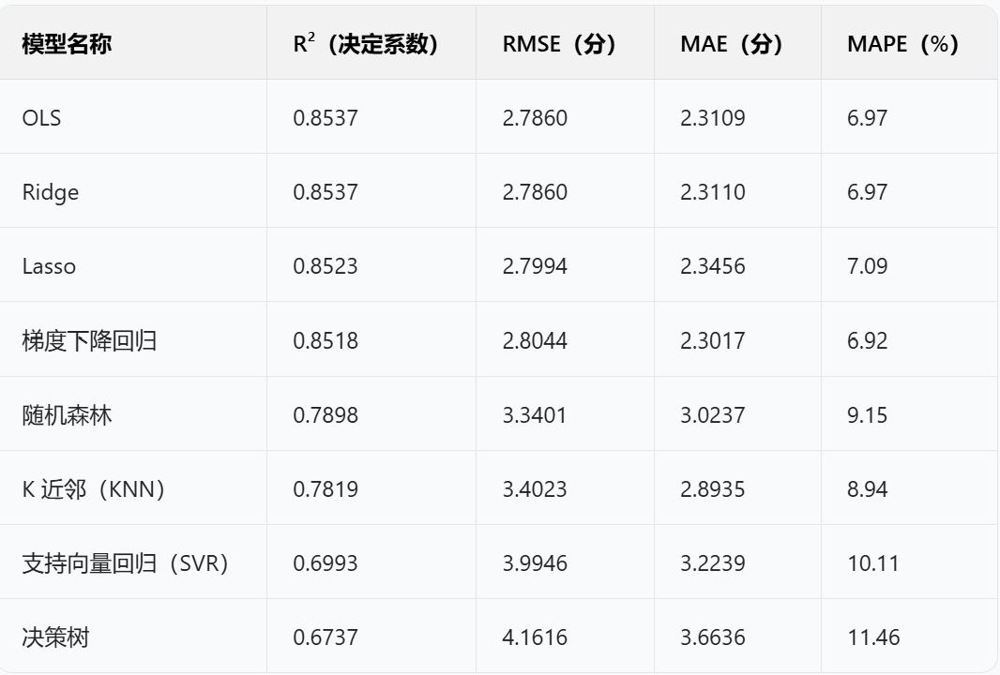 模型名称 R²（决定系数） RMSE（分） MAE（分） MAPE（%）
OLS 0.8537 2.7860 2.3109 6.97
Ridge 0.8537 2.7860 2.3110 6.97
Lasso 0.8523 2.7994 2.3456 7.09
梯度下降回归 0.8518 2.8044 2.3017 6.92
随机森林 0.7898 3.3401 3.0237 9.15
K 近邻（KNN） 0.7819 3.4023 2.8935 8.94
支持向量回归（SVR） 0.6993 3.9946 3.2239 10.11
决策树 0.6737 4.1616 3.6636 11.46